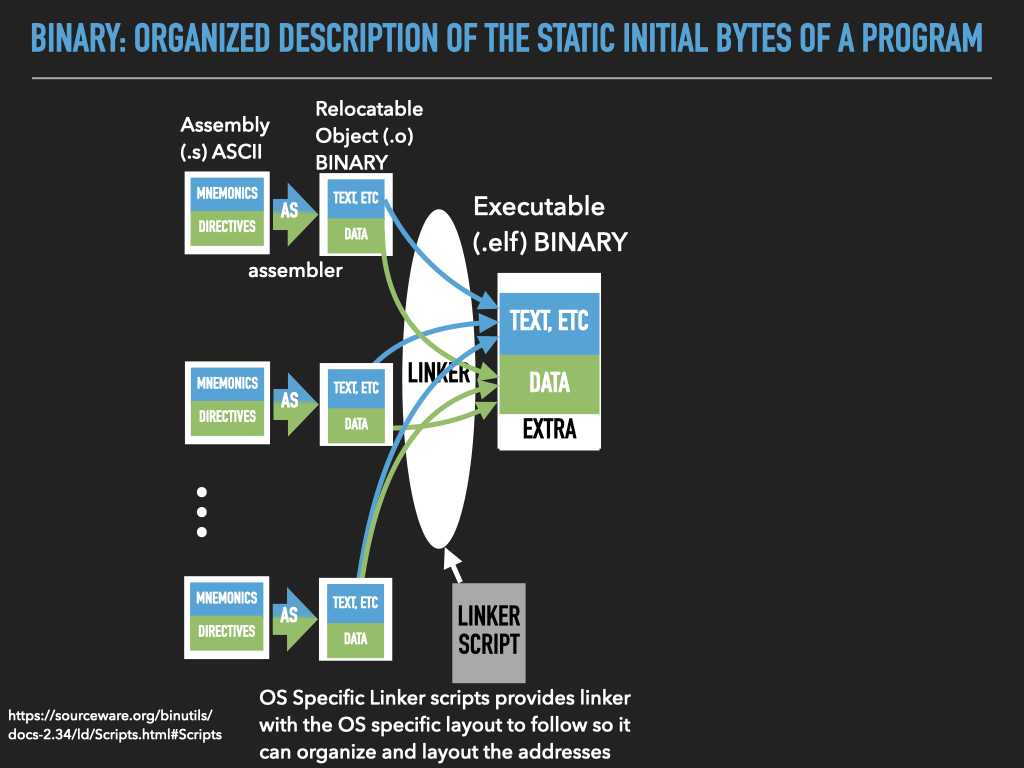 BINARY: ORGANIZED DESCRIPTION OF THE STATIC INITIAL BYTES OF A PROGRAM
Assembly
(.s) ASCII
Relocatable
Object (.o)
BINARY
MNEMONICS
DIRECTIVES
AS
TEXT, ETC
DATA
assembler
Executable
(.elf) BINARY
TEXT, ETC
DATA
EXTRA
LINKER
MNEMONICS
DIRECTIVES
AS
TEXT, ETC
DATA
MNEMONICS
DIRECTIVES
AS
TEXT, ETC
DATA
LINKER
SCRIPT
OS Specific Linker scripts provides linker
with the OS specific layout to follow so it
can organize and layout the addresses
https://sourceware.org/binutils/
docs-2.34/ld/Scripts.html#Scripts